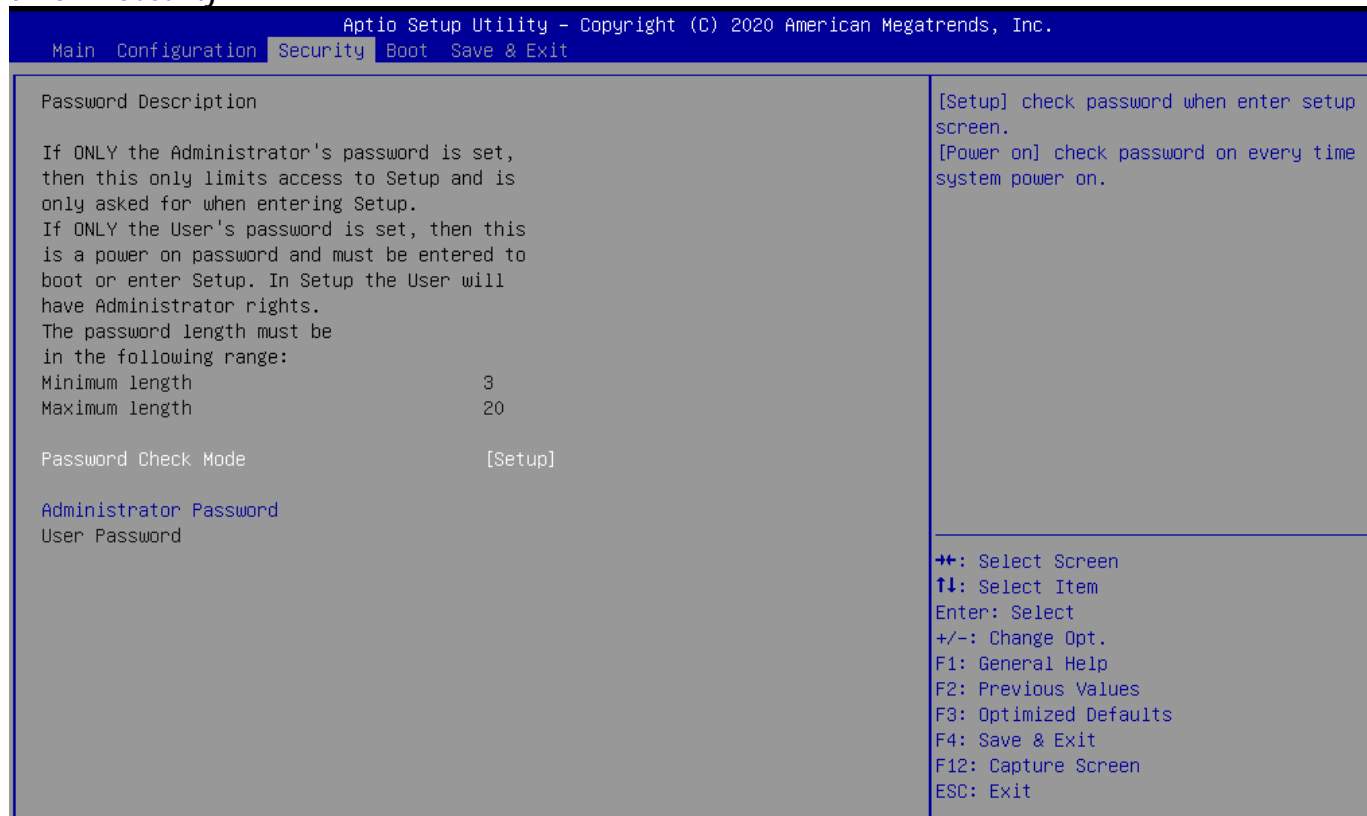 Aptio Setup Utility – Copyright (C) 2020 American Megatrends, Inc.
Main Configuration Security Boot Save & Exit
Password Description
If ONLY the Administrator's password is set,
then this only limits access to Setup and is
only asked for when entering Setup.
If ONLY the User's password is set, then this
is a power on password and must be entered to
boot or enter Setup. In Setup the User will
have Administrator rights.
The password length must be
in the following range:
Minimum length 3
Maximum length 20
Password Check Mode [Setup]
Administrator Password
User Password
[Setup] check password when enter setup
screen.
[Power on] check password on every time
system power on.
→←: Select Screen
↑↓: Select Item
Enter: Select
+/-: Change Opt.
F1: General Help
F2: Previous Values
F3: Optimized Defaults
F4: Save & Exit
F12: Capture Screen
ESC: Exit